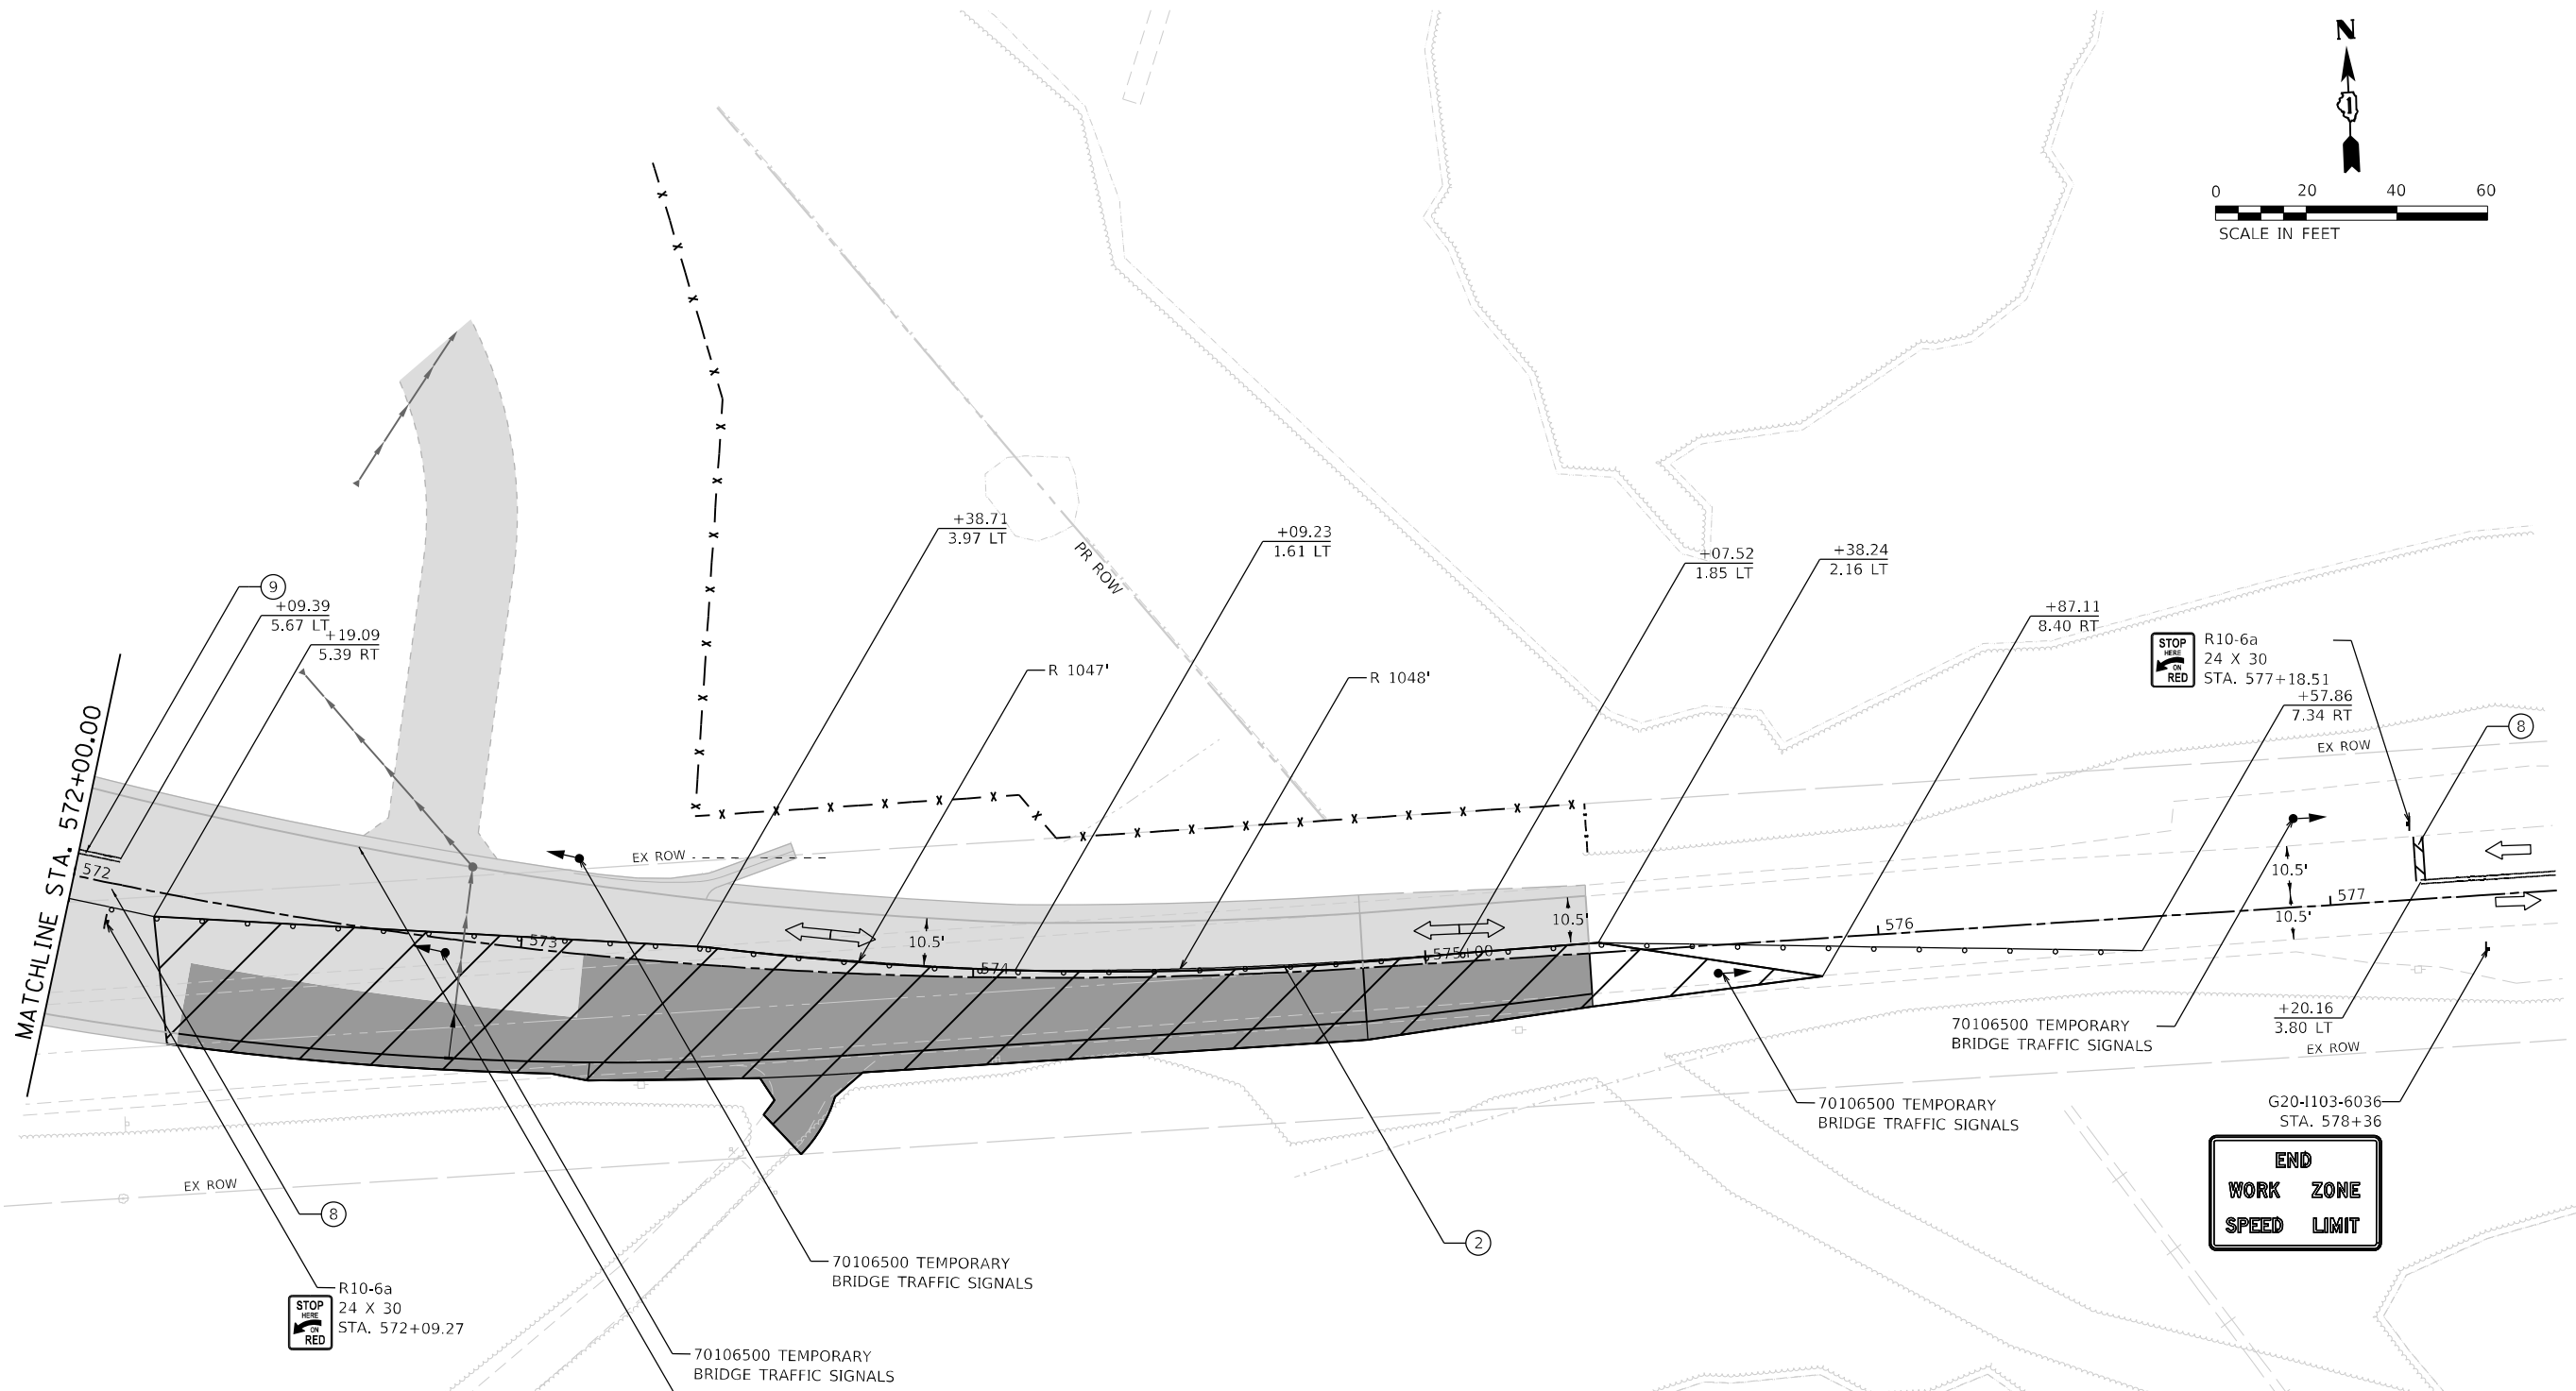 N
0 20 40 60
SCALE IN FEET
+38.71
3.97 LT
+09.23
1.61 LT
+07.52
1.85 LT
+38.24
2.16 LT
PR ROW
9
+09.39
5.67 LT
+19.09
5.39 RT
+87.11
8.40 RT
STOP
HERE
ON
RED
R10-6a
24 X 30
STA. 577+18.51
+57.86
7.34 RT
8
R 1047'
R 1048'
MATCHLINE STA. 572+00.00
EX ROW
EX ROW
572
573
574
575+00
576
577
10.5'
10.5'
10.5'
10.5'
+20.16
3.80 LT
EX ROW
70106500 TEMPORARY
BRIDGE TRAFFIC SIGNALS
70106500 TEMPORARY
BRIDGE TRAFFIC SIGNALS
G20-I103-6036
STA. 578+36
END
WORK ZONE
SPEED LIMIT
EX ROW
8
2
70106500 TEMPORARY
BRIDGE TRAFFIC SIGNALS
STOP
HERE
ON
RED
R10-6a
24 X 30
STA. 572+09.27
70106500 TEMPORARY
BRIDGE TRAFFIC SIGNALS